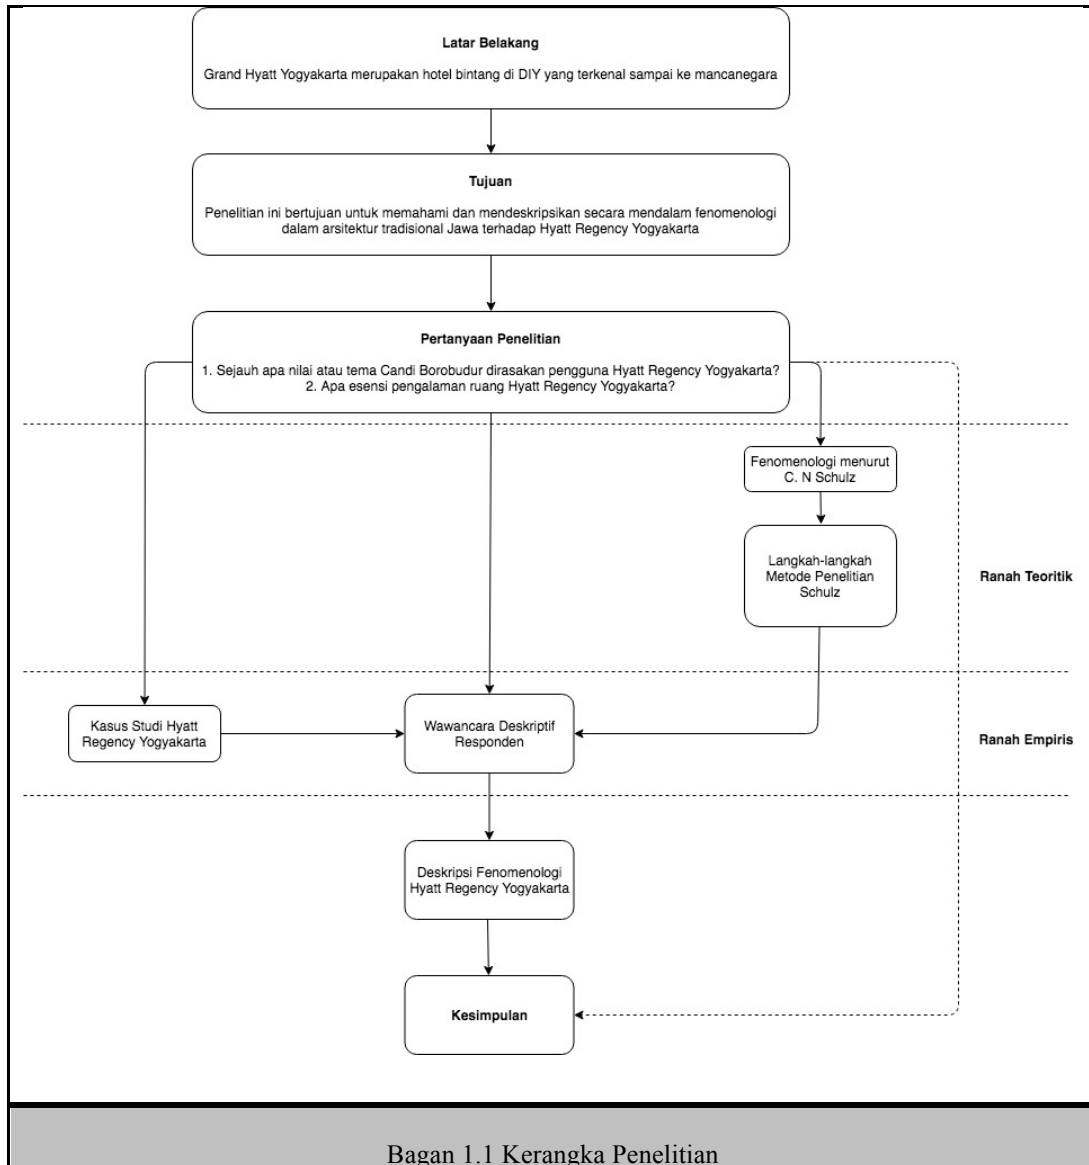 Latar Belakang
Grand Hyatt Yogyakarta merupakan hotel bintang di DIY yang terkenal sampai ke mancanegara
Tujuan
Penelitian ini bertujuan untuk memahami dan mendeskripsikan secara mendalam fenomenologi
dalam arsitektur tradisional Jawa terhadap Hyatt Regency Yogyakarta
Pertanyaan Penelitian
1. Sejauh apa nilai atau tema Candi Borobudur dirasakan pengguna Hyatt Regency Yogyakarta?
2. Apa esensi pengalaman ruang Hyatt Regency Yogyakarta?
Fenomenologi menurut
C. N Schulz
Langkah-langkah
Metode Penelitian
Schulz
Ranah Teoritik
Kasus Studi Hyatt
Regency Yogyakarta
Wawancara Deskriptif
Responden
Ranah Empiris
Deskripsi Fenomenologi
Hyatt Regency Yogyakarta
Kesimpulan
Bagan 1.1 Kerangka Penelitian